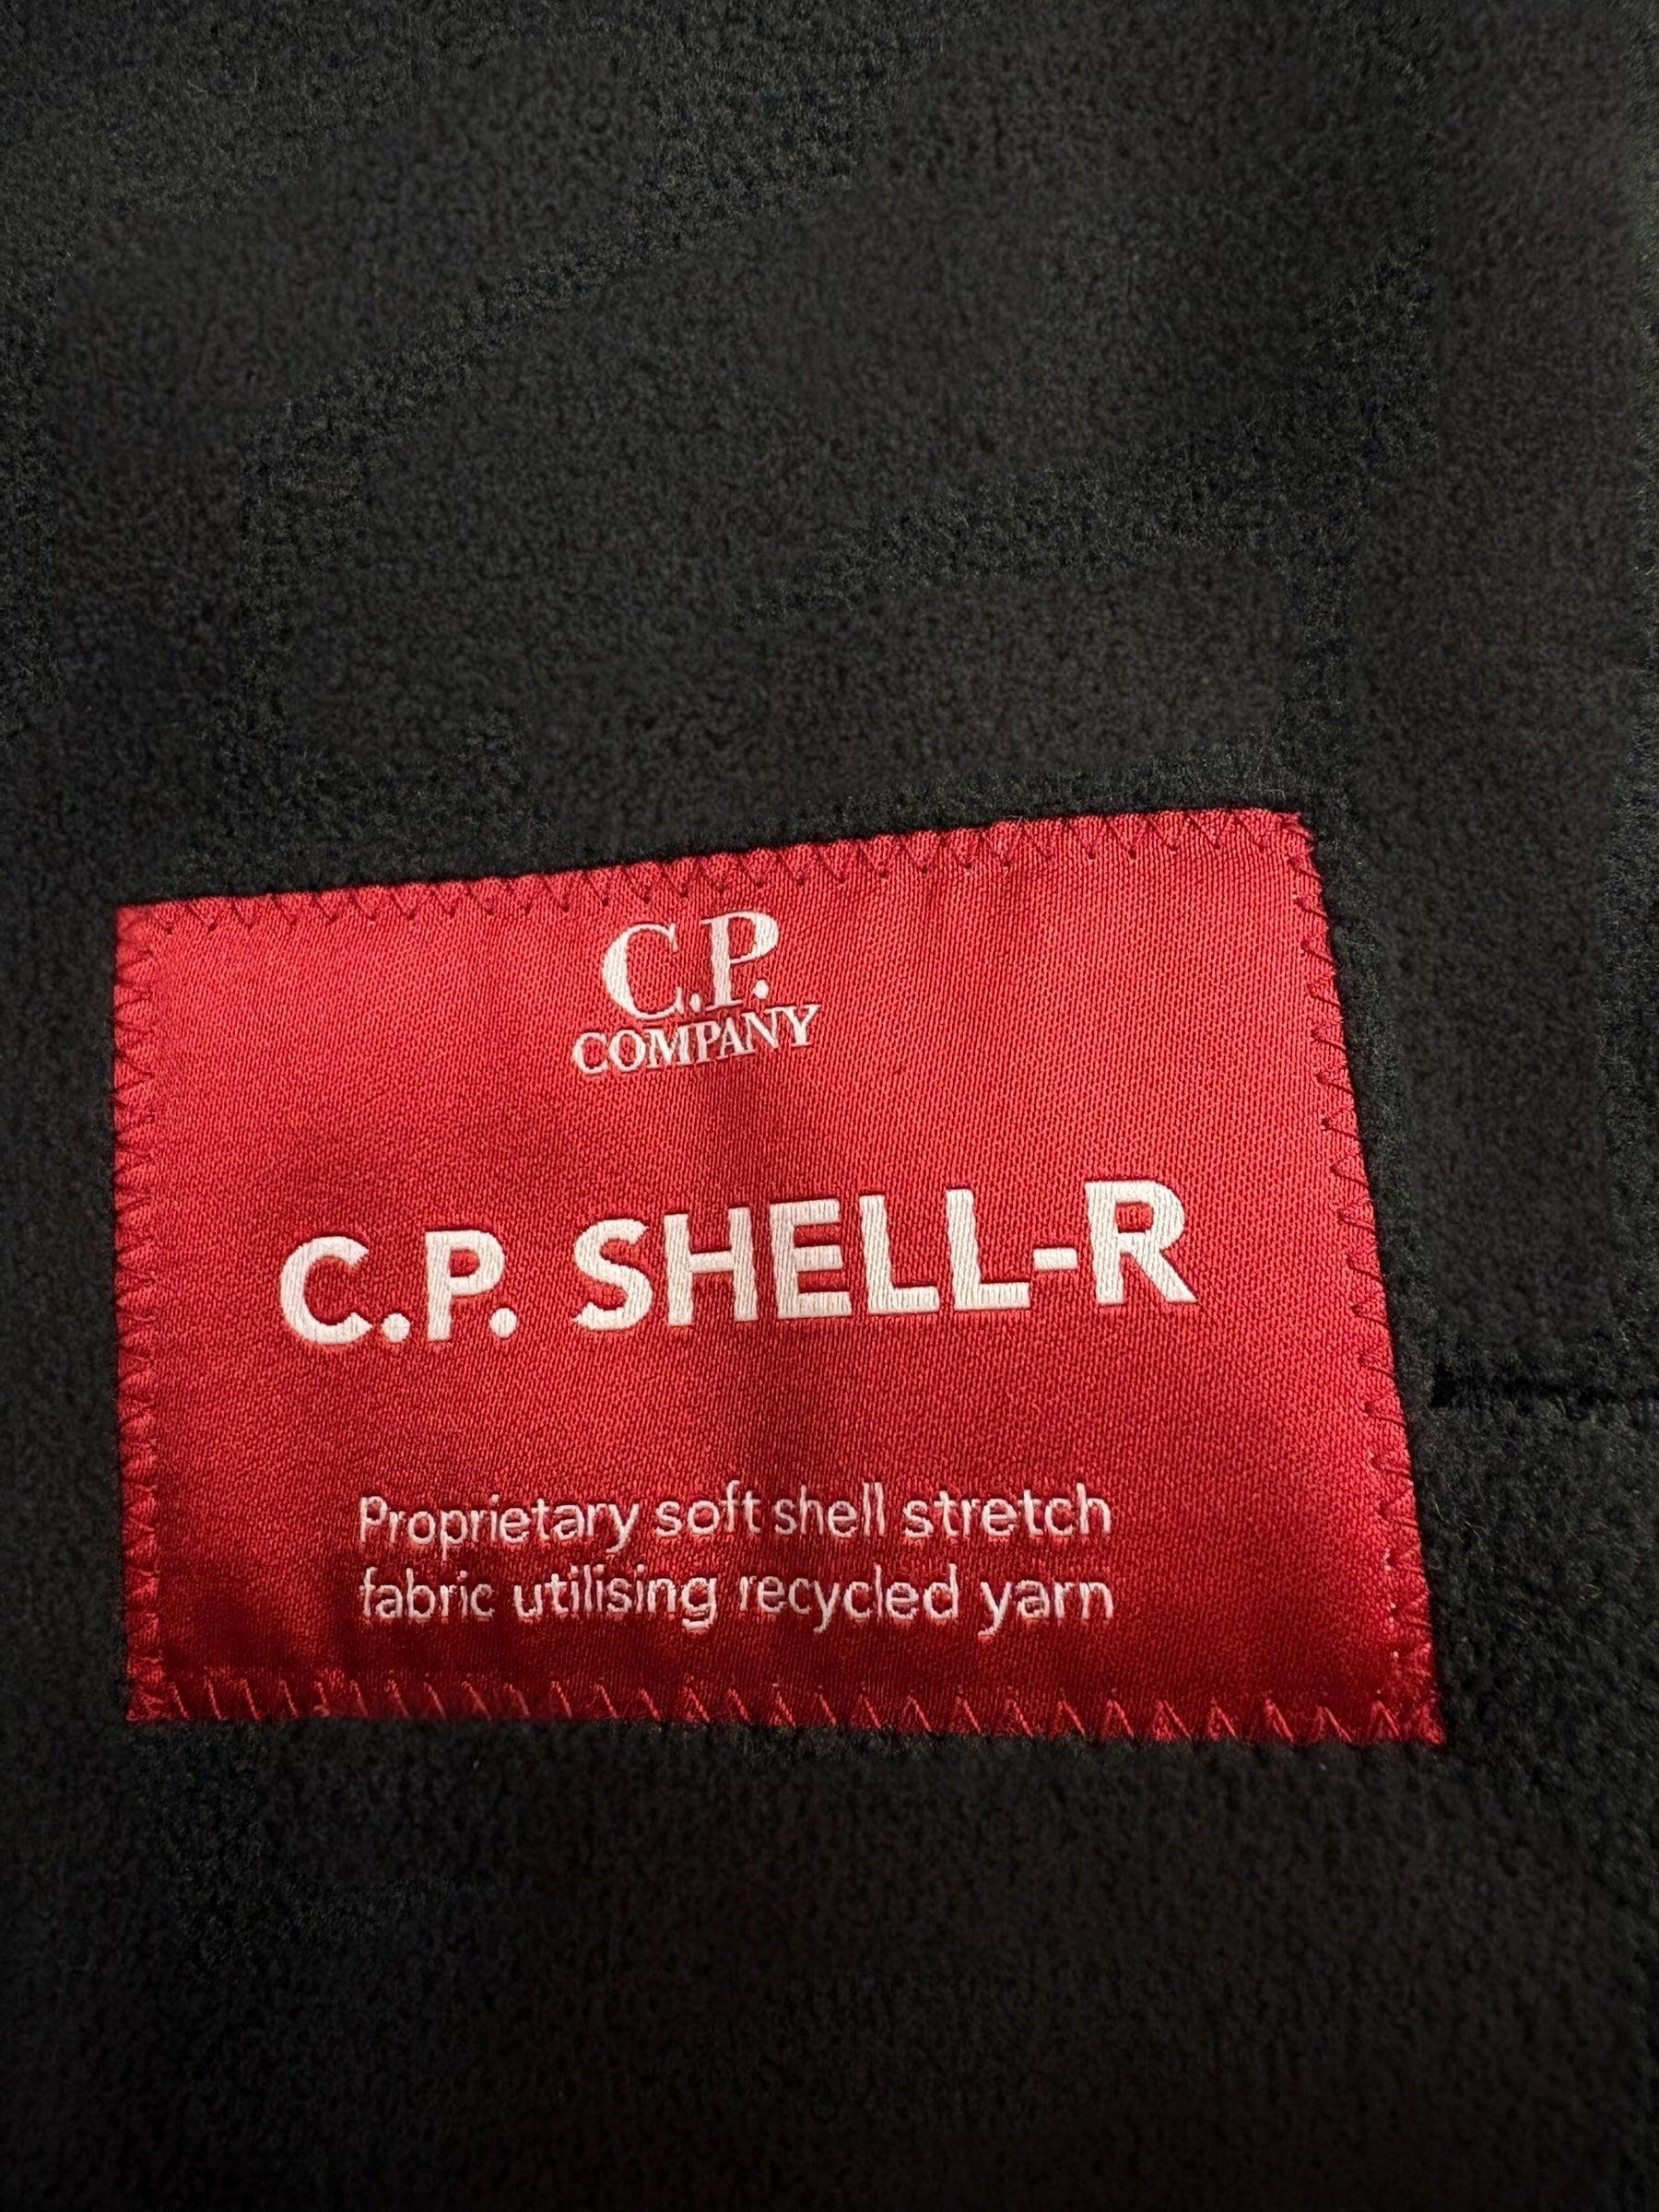 C.P.
COMPANY
C.P. SHELL-R
Proprietary soft shell stretch
fabric utilising recycled yarn